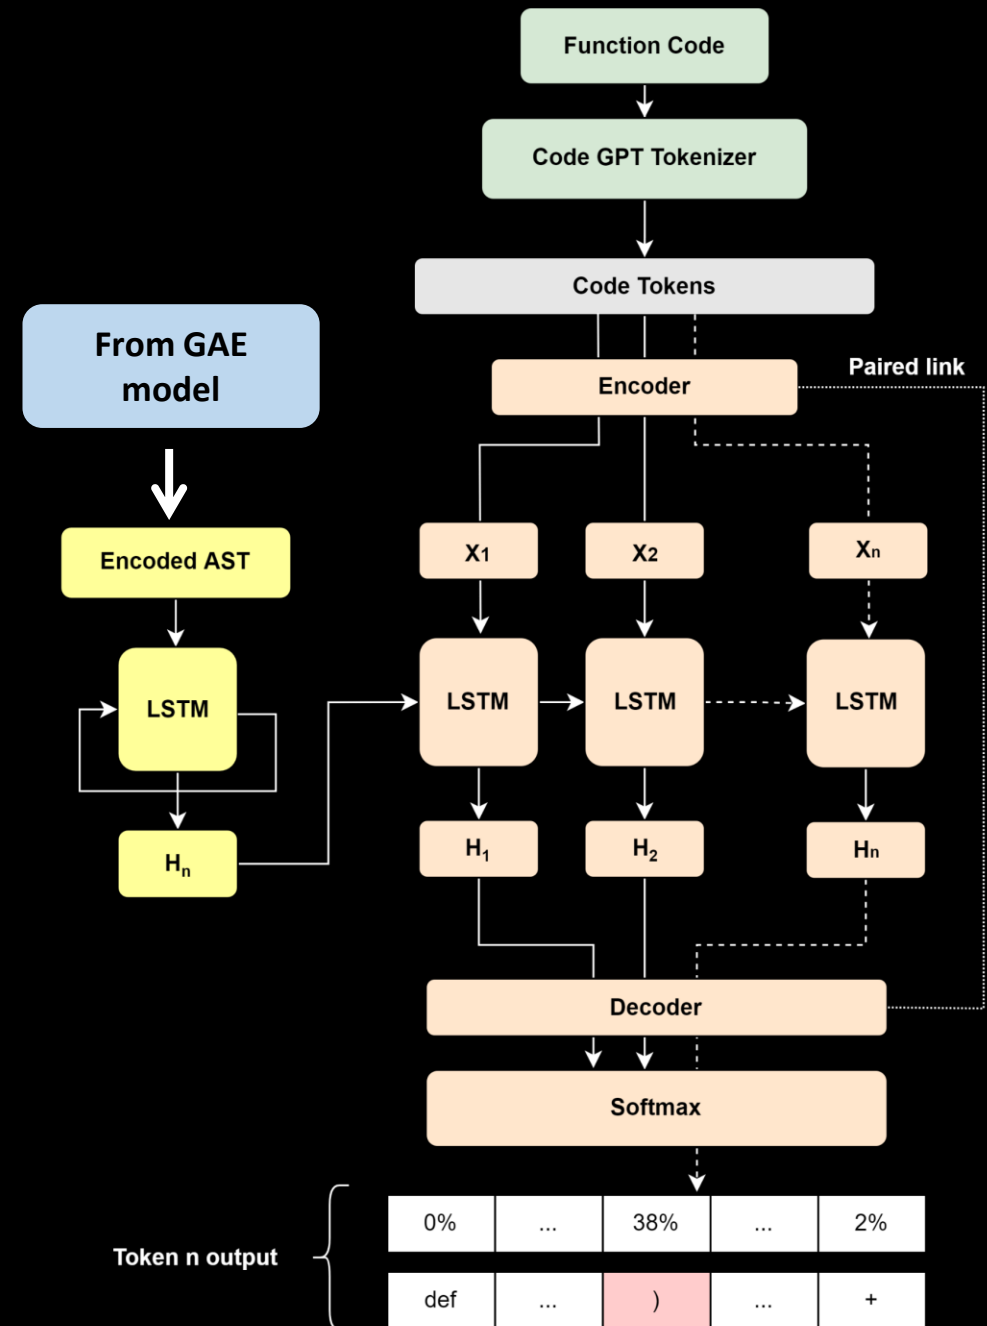 Function Code
Code GPT Tokenizer
Code Tokens
From GAE
model
Encoder
Paired link
Encoded AST
X1
X2
Xn
LSTM
LSTM
LSTM
LSTM
Hn
H1
H2
Hn
Decoder
Softmax
Token n output
0% ... 38% ... 2%
def ... ) ... +